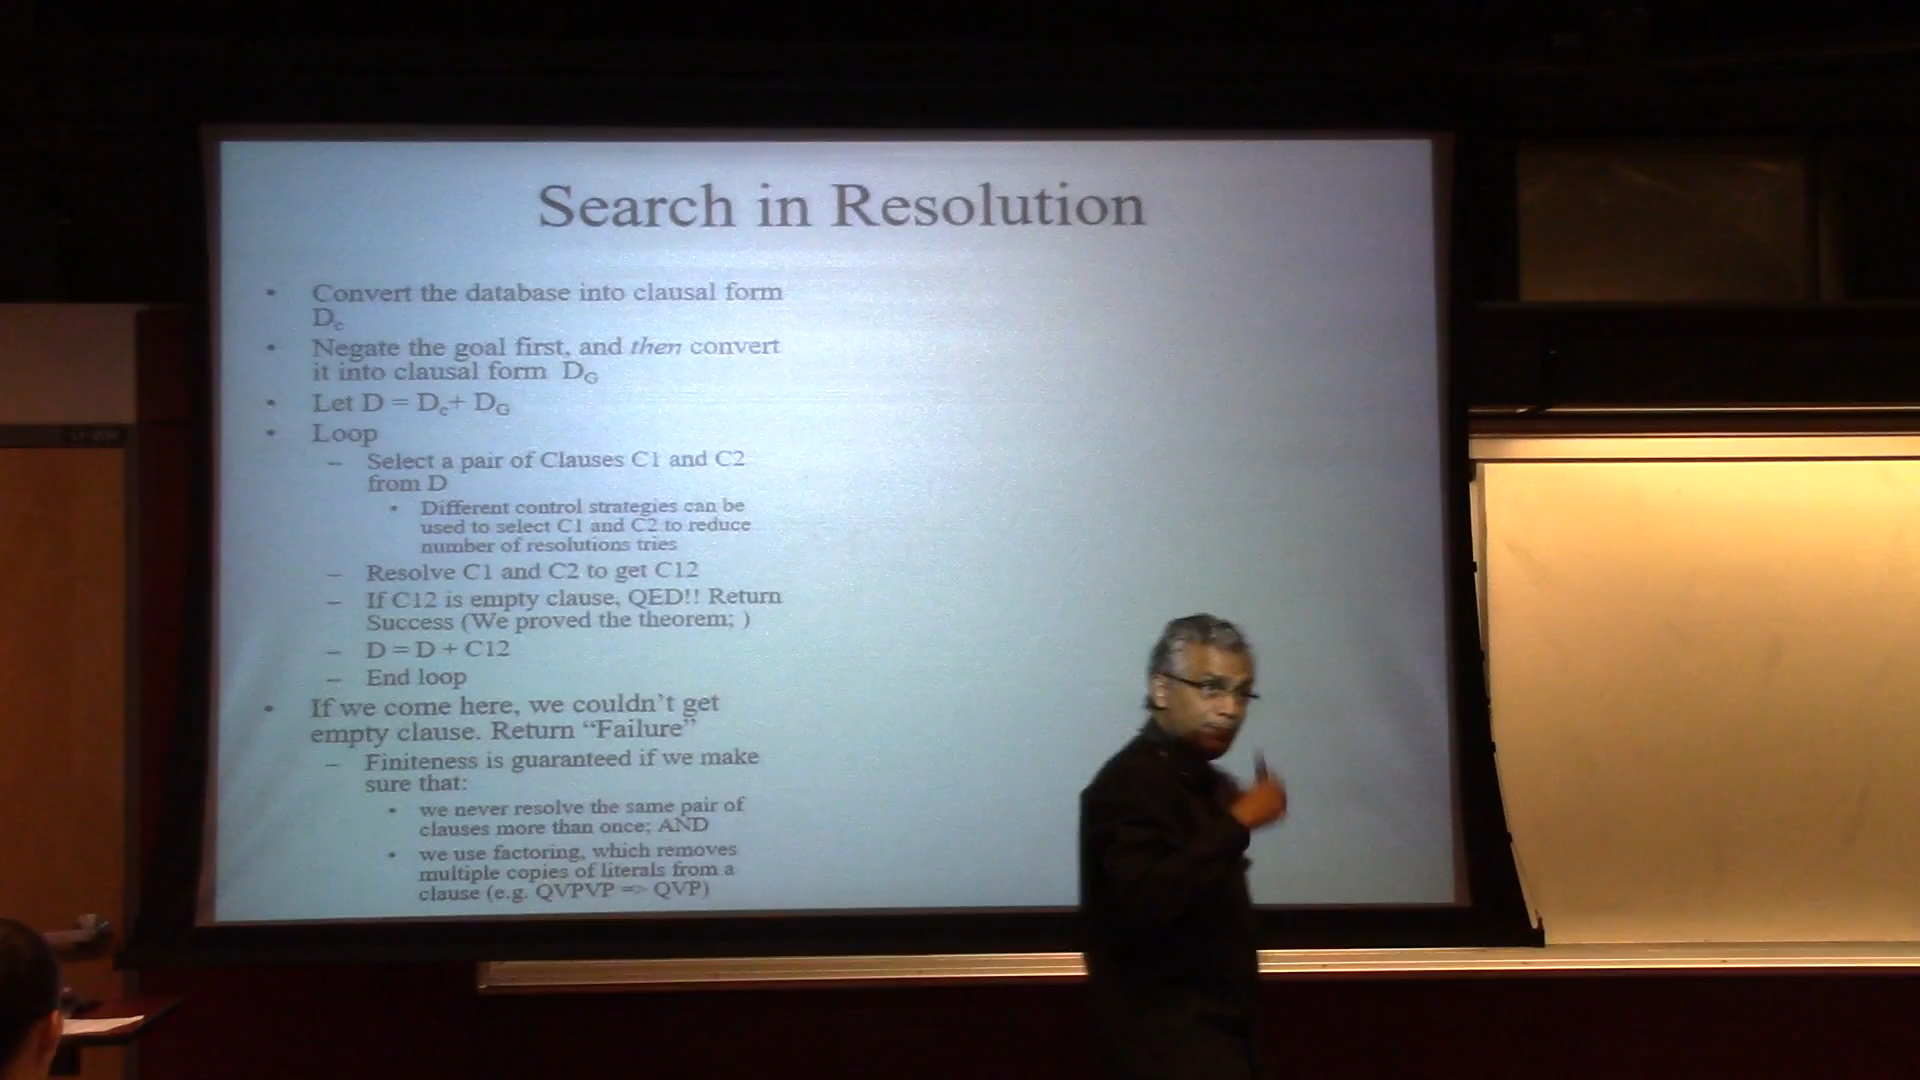 Search in Resolution
• Convert the database into clausal form
Dc
• Negate the goal first, and then convert
it into clausal form DG
• Let D = Dc+ DG
• Loop
– Select a pair of Clauses C1 and C2
from D
• Different control strategies can be
used to select C1 and C2 to reduce
number of resolutions tries
– Resolve C1 and C2 to get C12
– If C12 is empty clause, QED!! Return
Success (We proved the theorem; )
– D = D + C12
– End loop
• If we come here, we couldn't get
empty clause. Return “Failure”
– Finiteness is guaranteed if we make
sure that:
• we never resolve the same pair of
clauses more than once; AND
• we use factoring, which removes
multiple copies of literals from a
clause (e.g. QVPVP => QVP)